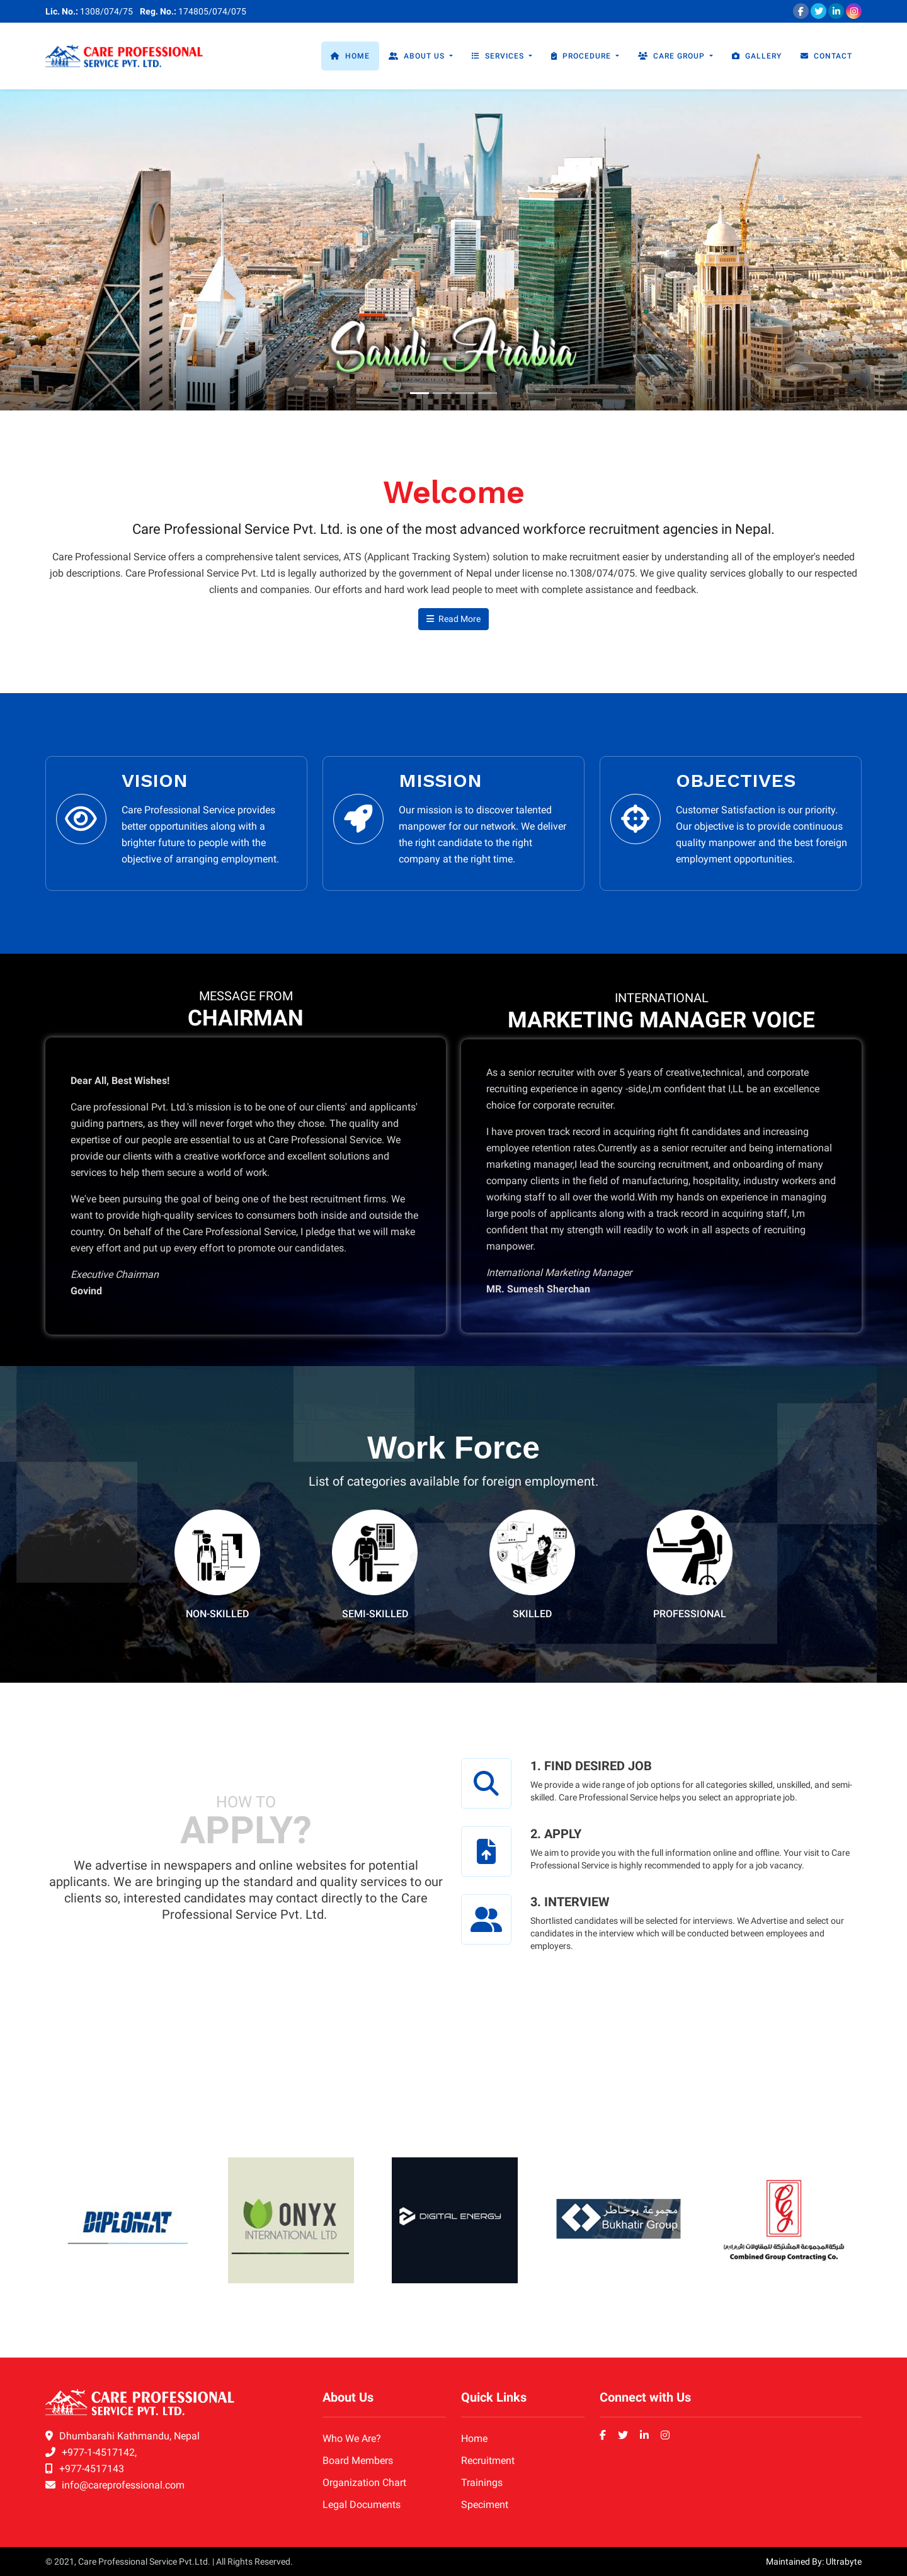 Lic. No.: 1308/074/75 Reg. No.: 174805/074/075
CARE PROFESSIONAL
SERVICE PVT. LTD.
HOME
ABOUT US
SERVICES
PROCEDURE
CARE GROUP
GALLERY
CONTACT
Saudi Arabia
Welcome
Care Professional Service Pvt. Ltd. is one of the most advanced workforce recruitment agencies in Nepal.
Care Professional Service offers a comprehensive talent services, ATS (Applicant Tracking System) solution to make recruitment easier by understanding all of the employer's needed
job descriptions. Care Professional Service Pvt. Ltd is legally authorized by the government of Nepal under license no.1308/074/075. We give quality services globally to our respected
clients and companies. Our efforts and hard work lead people to meet with complete assistance and feedback.
Read More
VISION
Care Professional Service provides
better opportunities along with a
brighter future to people with the
objective of arranging employment.
MISSION
Our mission is to discover talented
manpower for our network. We deliver
the right candidate to the right
company at the right time.
OBJECTIVES
Customer Satisfaction is our priority.
Our objective is to provide continuous
quality manpower and the best foreign
employment opportunities.
MESSAGE FROM
CHAIRMAN
Dear All, Best Wishes!
Care professional Pvt. Ltd.'s mission is to be one of our clients' and applicants'
guiding partners, as they will never forget who they chose. The quality and
expertise of our people are essential to us at Care Professional Service. We
provide our clients with a creative workforce and excellent solutions and
services to help them secure a world of work.
We've been pursuing the goal of being one of the best recruitment firms. We
want to provide high-quality services to consumers both inside and outside the
country. On behalf of the Care Professional Service, I pledge that we will make
every effort and put up every effort to promote our candidates.
Executive Chairman
Govind
INTERNATIONAL
MARKETING MANAGER VOICE
As a senior recruiter with over 5 years of creative,technical, and corporate
recruiting experience in agency -side,I,m confident that I,LL be an excellence
choice for corporate recruiter.
I have proven track record in acquiring right fit candidates and increasing
employee retention rates.Currently as a senior recruiter and being international
marketing manager,I lead the sourcing recruitment, and onboarding of many
company clients in the field of manufacturing, hospitality, industry workers and
working staff to all over the world.With my hands on experience in managing
large pools of applicants along with a track record in acquiring staff, I,m
confident that my strength will readily to work in all aspects of recruiting
manpower.
International Marketing Manager
MR. Sumesh Sherchan
Work Force
List of categories available for foreign employment.
NON-SKILLED
SEMI-SKILLED
SKILLED
PROFESSIONAL
HOW TO
APPLY?
We advertise in newspapers and online websites for potential
applicants. We are bringing up the standard and quality services to our
clients so, interested candidates may contact directly to the Care
Professional Service Pvt. Ltd.
1. FIND DESIRED JOB
We provide a wide range of job options for all categories skilled, unskilled, and semi-
skilled. Care Professional Service helps you select an appropriate job.
2. APPLY
We aim to provide you with the full information online and offline. Your visit to Care
Professional Service is highly recommended to apply for a job vacancy.
3. INTERVIEW
Shortlisted candidates will be selected for interviews. We Advertise and select our
candidates in the interview which will be conducted between employees and
employers.
DIPLOMAT
ONYX
INTERNATIONAL LTD
DIGITAL ENERGY
مجموعة بوخاطر
Bukhatir Group
Combined Group Contracting Co.
CARE PROFESSIONAL
SERVICE PVT. LTD.
Dhumbarahi Kathmandu, Nepal
+977-1-4517142,
+977-4517143
info@careprofessional.com
About Us
Who We Are?
Board Members
Organization Chart
Legal Documents
Quick Links
Home
Recruitment
Trainings
Speciment
Connect with Us
© 2021, Care Professional Service Pvt.Ltd. | All Rights Reserved.
Maintained By: Ultrabyte